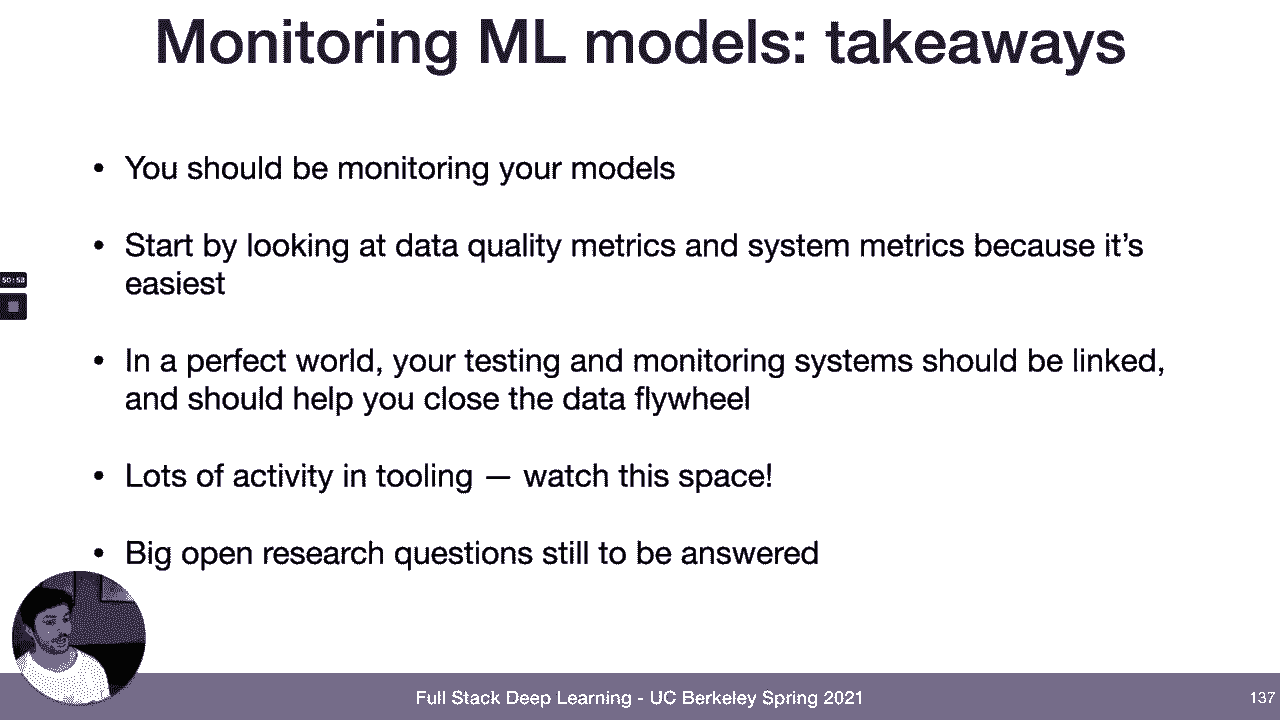 Monitoring ML models: takeaways
• You should be monitoring your models
• Start by looking at data quality metrics and system metrics because it's
easiest
• In a perfect world, your testing and monitoring systems should be linked,
and should help you close the data flywheel
• Lots of activity in tooling — watch this space!
• Big open research questions still to be answered
50:58
Full Stack Deep Learning - UC Berkeley Spring 2021
137